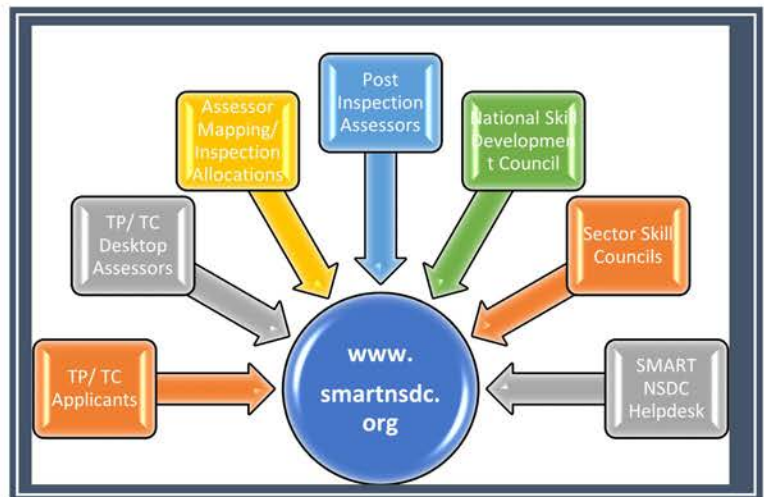 Post
Inspection
Assessors
Assessor
Mapping/
Inspection
Allocations
National Skill
Developmen
t Council
TP/ TC
Desktop
Assessors
Sector Skill
Councils
TP/ TC
Applicants
www.
smartnsdc.
org
SMART
NSDC
Helpdesk